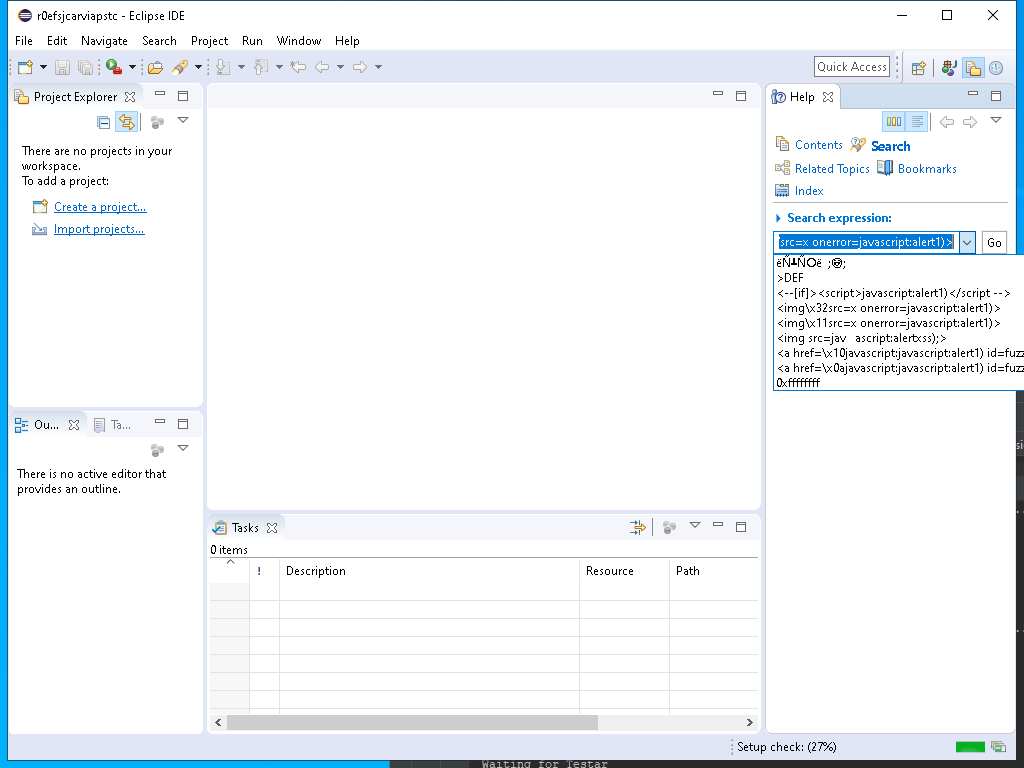 r0efsjcarviapstc - Eclipse IDE
File Edit Navigate Search Project Run Window Help
Quick Access
Project Explorer
There are no projects in your
workspace.
To add a project:
Create a project...
Import projects...
Ou... Ta...
There is no active editor that
provides an outline.
Tasks
0 items
! Description Resource Path
Help
Contents Search
Related Topics Bookmarks
Index
Search expression:
src=x onerror=javascript:alert1)> Go
>DEF
<--[if]><script>javascript:alert1)</script -->
<img\x32src=x onerror=javascript:alert1)>
<img\x11src=x onerror=javascript:alert1)>
<img src=jav ascript:alertxss);>
<a href=\x10javascript:javascript:alert1) id=fuzz
<a href=\x0ajavascript:javascript:alert1) id=fuzz
0xffffffff
Setup check: (27%)
Waiting for Testar